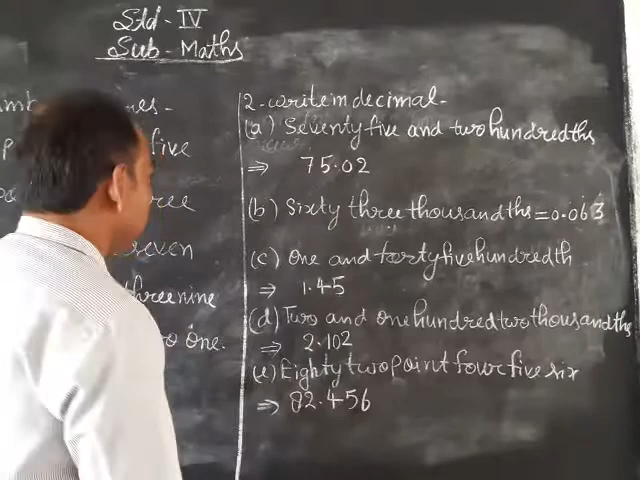 Std - IV
Sub - Maths
five
seven
three nine
One.
2 - write in decimal -
(a) Seventy five and two hundredths
⇒ 75.02
(b) Sixty three thousandths = 0.063
(c) One and forty five hundredth
⇒ 1.45
(d) Two and one hundred two thousandths
⇒ 2.102
(e) Eighty two point four five six
⇒ 82.456